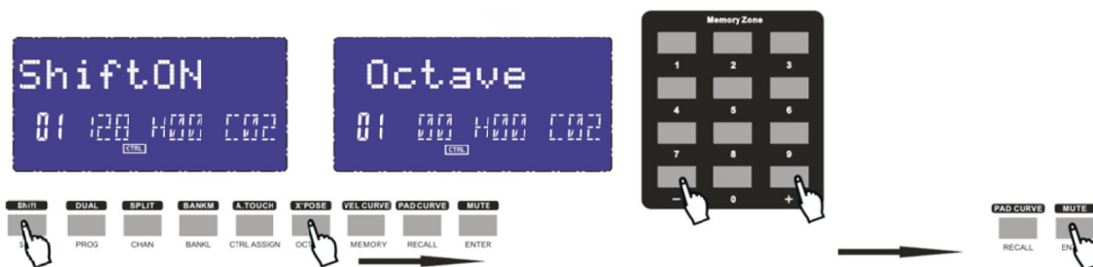 ShiftON
01 128 H00 C02
CTRL
Octave
01 00 H00 C02
CTRL
Memory Zone
1 2 3
4 5 6
7 8 9
- 0 +
Shift DUAL SPLIT BANKM A.TOUCH X'POSE VEL CURVE PAD CURVE MUTE
PROG CHAN BANKL CTRL ASSIGN MEMORY RECALL ENTER
PAD CURVE MUTE
RECALL